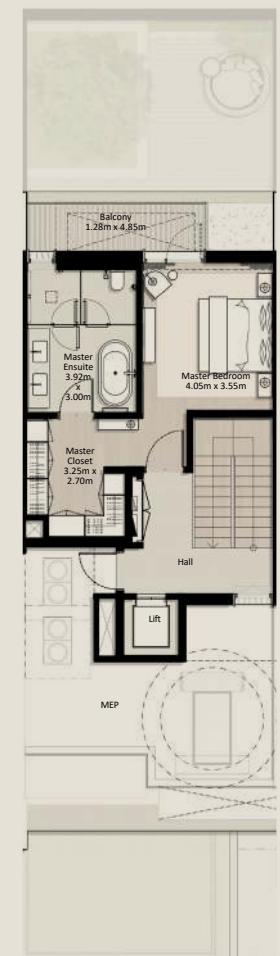 Balcony
1.28m x 4.85m
Master
Ensuite
3.92m
x
3.00m
Master Bedroom
4.05m x 3.55m
Master
Closet
3.25m x
2.70m
Hall
Lift
MEP